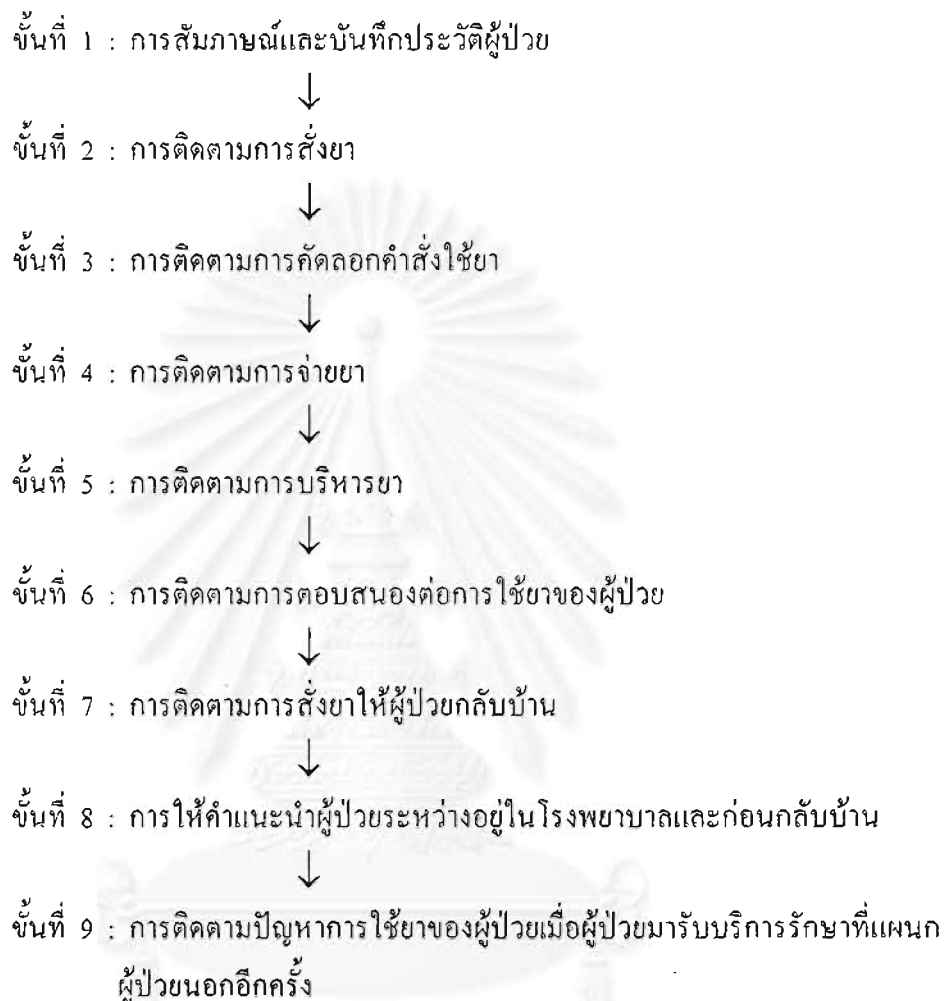 ขั้นที่ 1 : การสัมภาษณ์และบันทึกประวัติผู้ป่วย
ขั้นที่ 2 : การติดตามการสั่งยา
ขั้นที่ 3 : การติดตามการคัดลอกคำสั่งใช้ยา
ขั้นที่ 4 : การติดตามการจ่ายยา
ขั้นที่ 5 : การติดตามการบริหารยา
ขั้นที่ 6 : การติดตามการตอบสนองต่อการใช้ยาของผู้ป่วย
ขั้นที่ 7 : การติดตามการสั่งยาให้ผู้ป่วยกลับบ้าน
ขั้นที่ 8 : การให้คำแนะนำผู้ป่วยระหว่างอยู่ในโรงพยาบาลและก่อนกลับบ้าน
ขั้นที่ 9 : การติดตามปัญหาการใช้ยาของผู้ป่วยเมื่อผู้ป่วยมารับบริการรักษาที่แผนก
ผู้ป่วยนอกอีกครั้ง